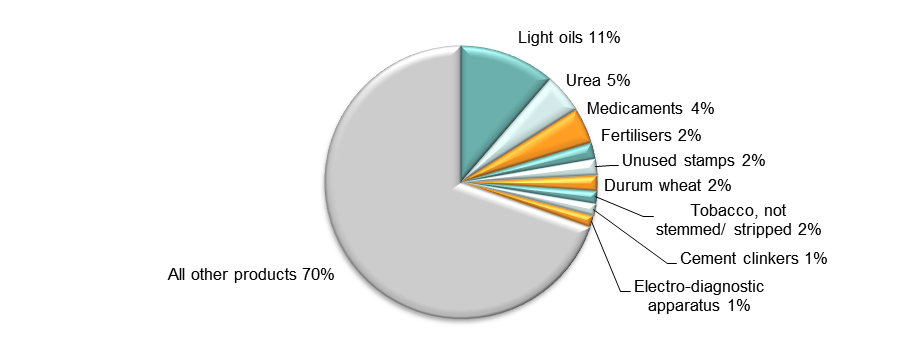 Light oils 11%
Urea 5%
Medicaments 4%
Fertilisers 2%
Unused stamps 2%
Durum wheat 2%
Tobacco, not
stemmed/ stripped 2%
Cement clinkers 1%
Electro-diagnostic
apparatus 1%
All other products 70%